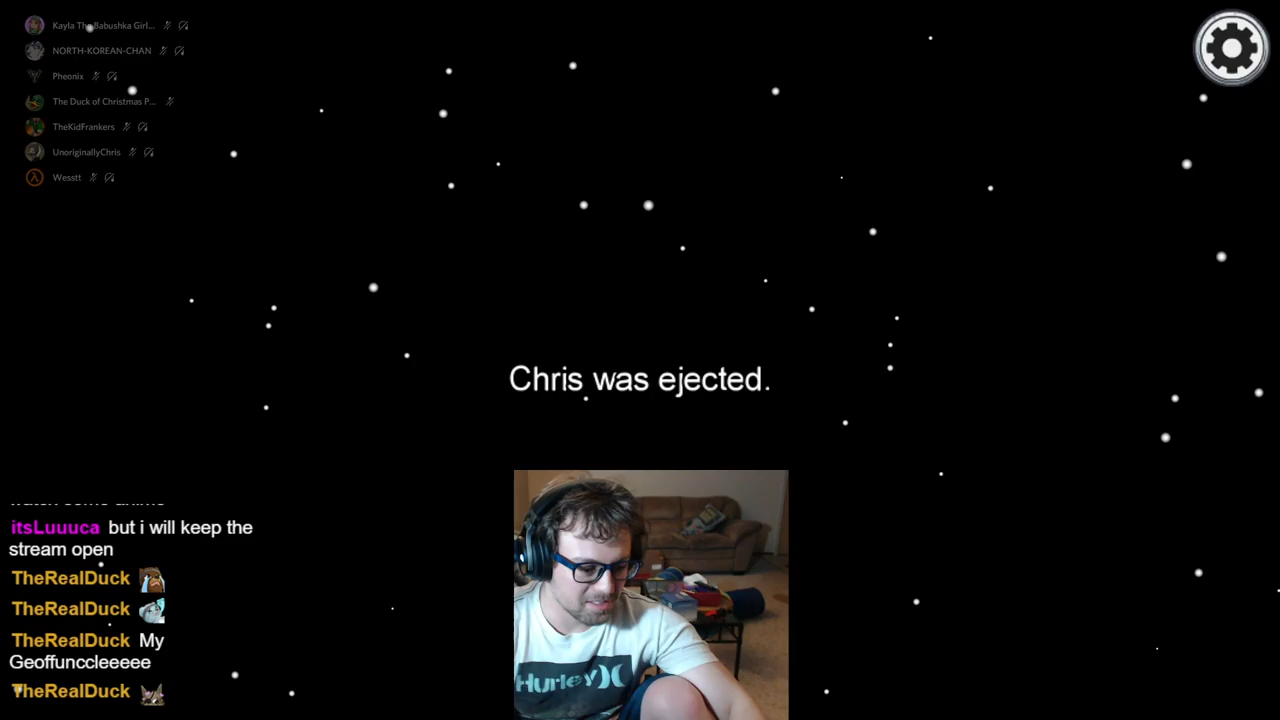 Kayla The Babushka Girl...
NORTH-KOREAN-CHAN
Pheonix
The Duck of Christmas P...
TheKidFrankers
UnoriginallyChris
Wesstt
Chris was ejected.
itsLuuuca but i will keep the
stream open
TheRealDuck
TheRealDuck
TheRealDuck My
Geoffunccleeeee
TheRealDuck
Hurley